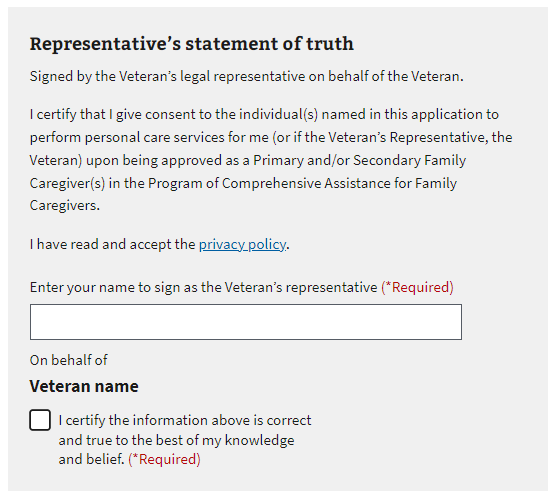 Representative’s statement of truth
Signed by the Veteran’s legal representative on behalf of the Veteran.
I certify that I give consent to the individual(s) named in this application to
perform personal care services for me (or if the Veteran’s Representative, the
Veteran) upon being approved as a Primary and/or Secondary Family
Caregiver(s) in the Program of Comprehensive Assistance for Family
Caregivers.
I have read and accept the privacy policy.
Enter your name to sign as the Veteran’s representative (*Required)
On behalf of
Veteran name
I certify the information above is correct
and true to the best of my knowledge
and belief. (*Required)